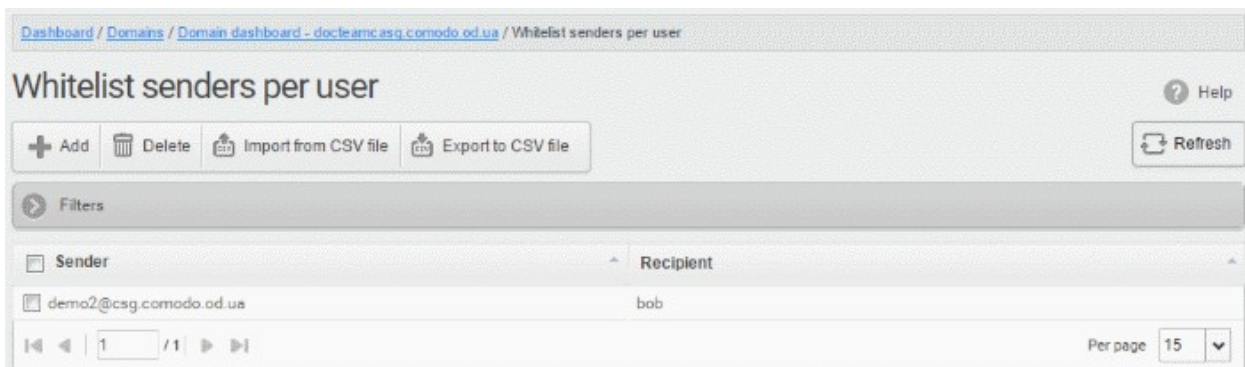 Dashboard / Domains / Domain dashboard - docteamcasg.comodo.od.ua / Whitelist senders per user
Whitelist senders per user
Help
Add Delete Import from CSV file Export to CSV file Refresh
Filters
Sender Recipient
demo2@csg.comodo.od.ua bob
1 / 1 Per page 15